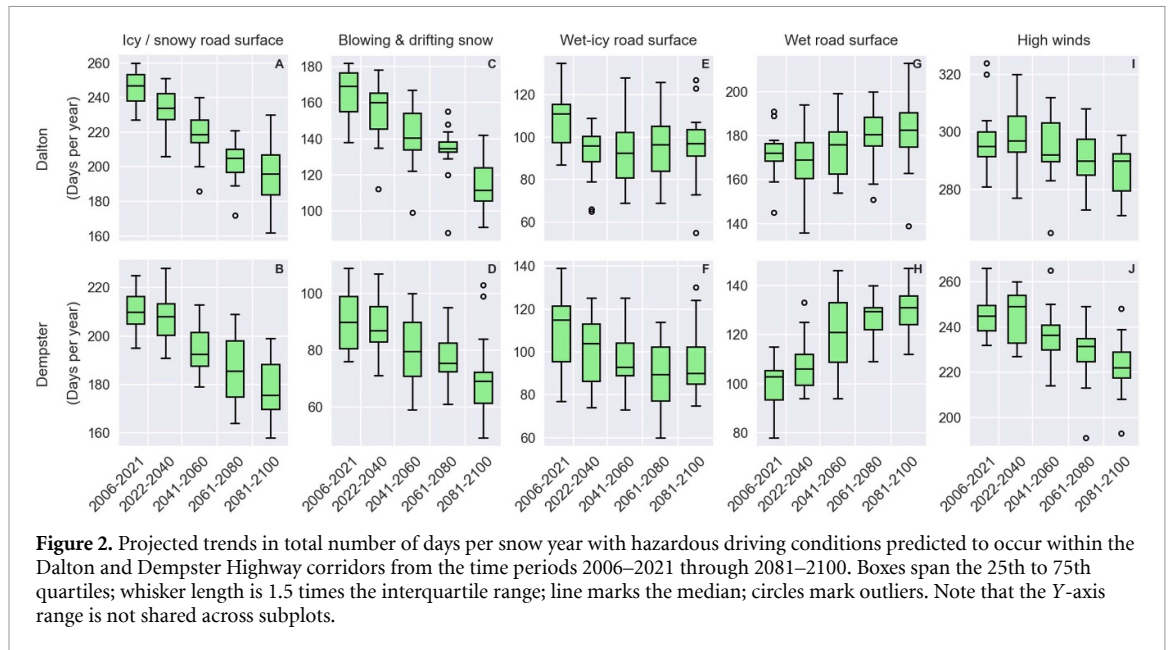 Icy / snowy road surface
Blowing & drifting snow
Wet-icy road surface
Wet road surface
High winds
Dalton
(Days per year)
260
240
220
200
180
160
A
180
160
140
120
100
C
120
100
80
60
E
200
180
160
140
G
320
300
280
I
Dempster
(Days per year)
220
200
180
160
B
100
80
60
D
140
120
100
80
60
F
140
120
100
80
H
260
240
220
200
J
2006-2021
2022-2040
2041-2060
2061-2080
2081-2100
2006-2021
2022-2040
2041-2060
2061-2080
2081-2100
2006-2021
2022-2040
2041-2060
2061-2080
2081-2100
2006-2021
2022-2040
2041-2060
2061-2080
2081-2100
2006-2021
2022-2040
2041-2060
2061-2080
2081-2100
Figure 2. Projected trends in total number of days per snow year with hazardous driving conditions predicted to occur within the
Dalton and Dempster Highway corridors from the time periods 2006–2021 through 2081–2100. Boxes span the 25th to 75th
quartiles; whisker length is 1.5 times the interquartile range; line marks the median; circles mark outliers. Note that the Y-axis
range is not shared across subplots.